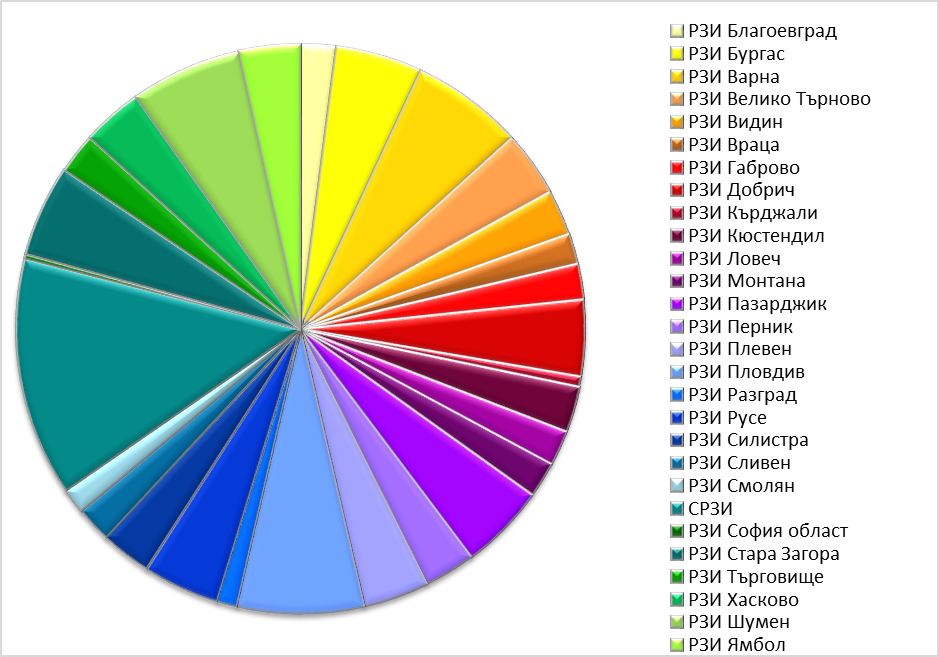 РЗИ Благоевград
РЗИ Бургас
РЗИ Варна
РЗИ Велико Търново
РЗИ Видин
РЗИ Враца
РЗИ Габрово
РЗИ Добрич
РЗИ Кърджали
РЗИ Кюстендил
РЗИ Ловеч
РЗИ Монтана
РЗИ Пазарджик
РЗИ Перник
РЗИ Плевен
РЗИ Пловдив
РЗИ Разград
РЗИ Русе
РЗИ Силистра
РЗИ Сливен
РЗИ Смолян
СРЗИ
РЗИ София област
РЗИ Стара Загора
РЗИ Търговище
РЗИ Хасково
РЗИ Шумен
РЗИ Ямбол